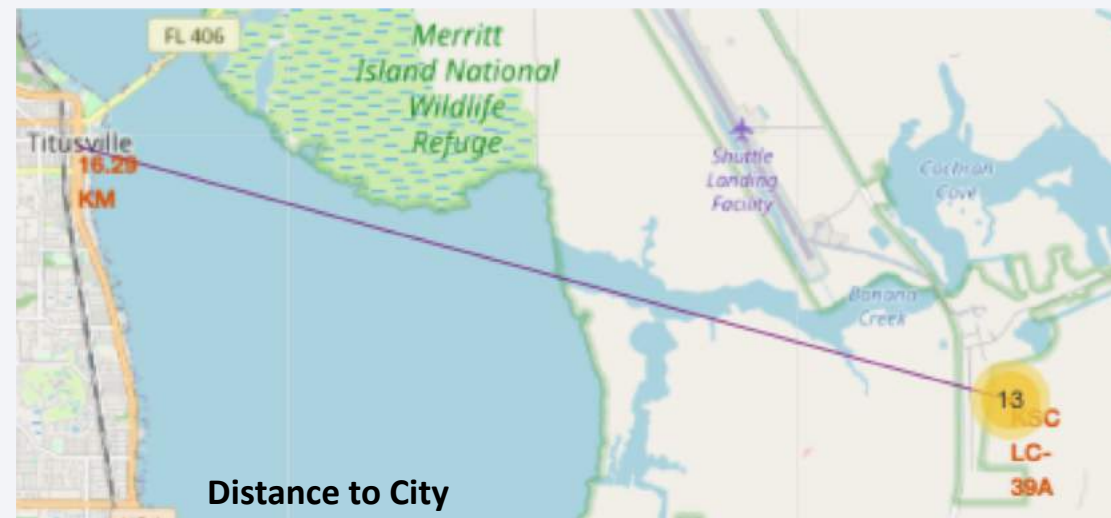 FL 406
Merritt
Island National
Wildlife
Refuge
Titusville
16.29
KM
Shuttle
Landing
Facility
Cochran
Cove
Banana
Creek
13
KSC
LC-
39A
Distance to City